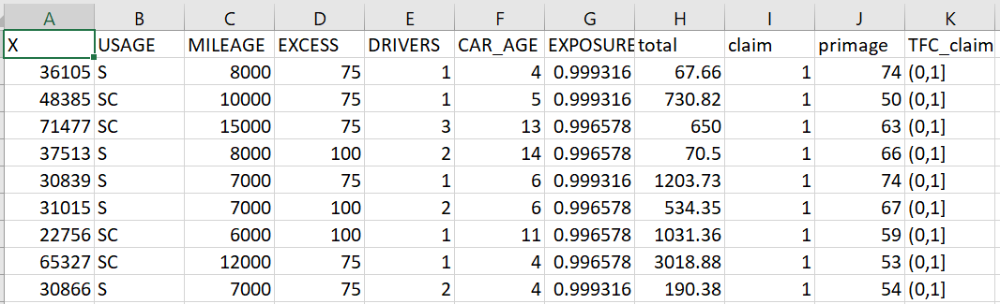 A B C D E F G H I J K
X USAGE MILEAGE EXCESS DRIVERS CAR_AGE EXPOSURE total claim primage TFC_claim
36105 S 8000 75 1 4 0.999316 67.66 1 74 (0,1]
48385 SC 10000 75 1 5 0.999316 730.82 1 50 (0,1]
71477 SC 15000 75 3 13 0.996578 650 1 63 (0,1]
37513 S 8000 100 2 14 0.996578 70.5 1 66 (0,1]
30839 S 7000 75 1 6 0.999316 1203.73 1 74 (0,1]
31015 S 7000 100 2 6 0.996578 534.35 1 67 (0,1]
22756 SC 6000 100 1 11 0.996578 1031.36 1 59 (0,1]
65327 SC 12000 75 1 4 0.996578 3018.88 1 53 (0,1]
30866 S 7000 75 2 4 0.999316 190.38 1 54 (0,1]